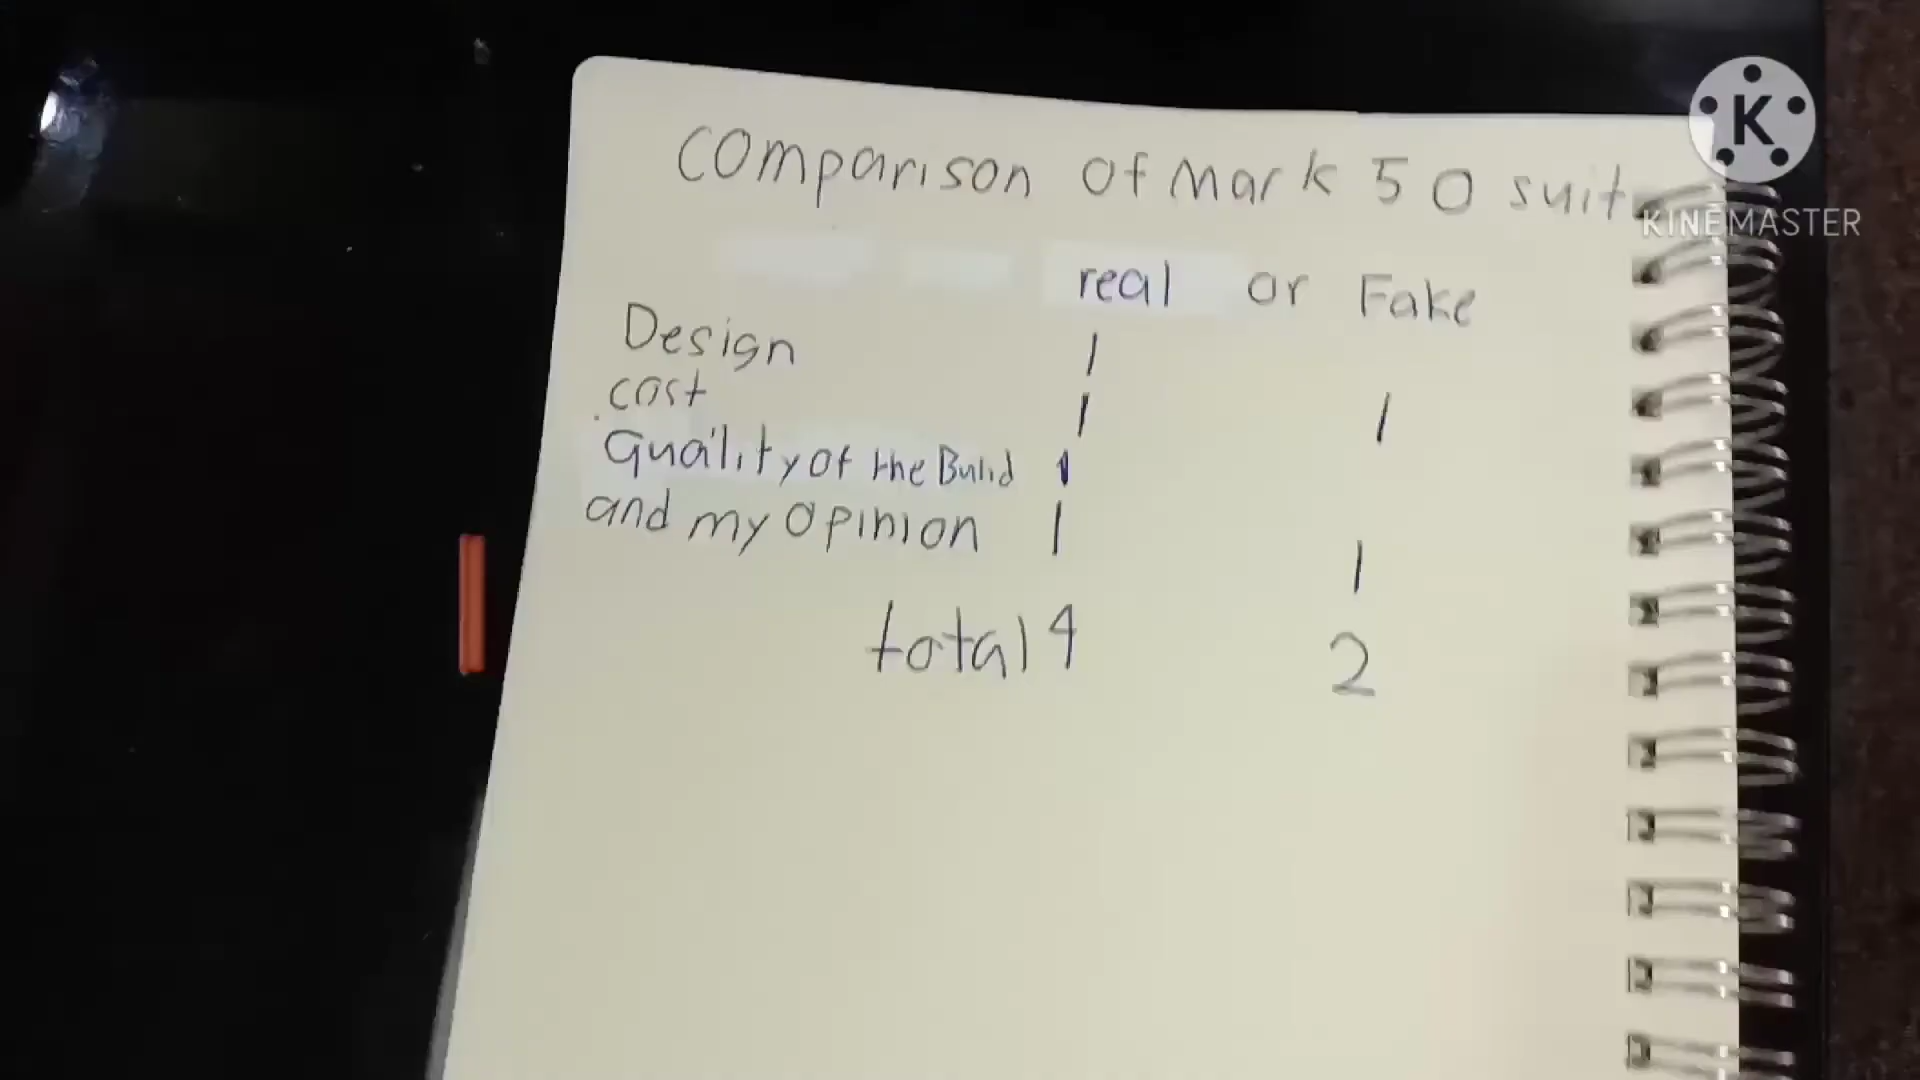 comparison of Mark 50 suit
real or Fake
Design 1
cost 1 1
Quaility of the Bulid 1
and my opinion 1 1
total 4 2
K
KINEMASTER